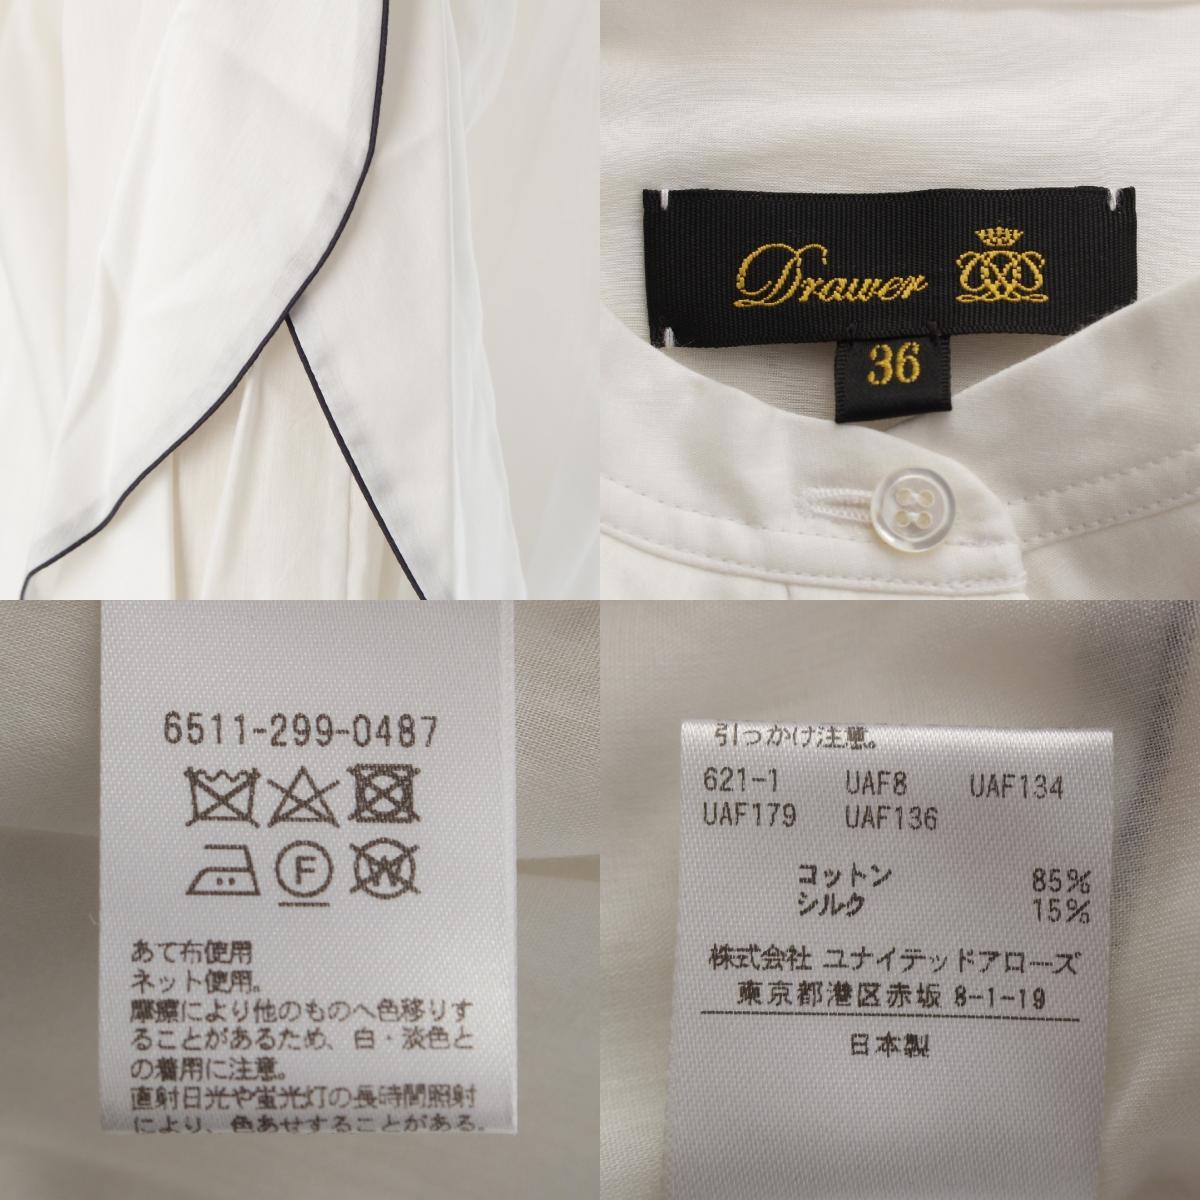 Drawer
36
6511-299-0487
F
W
あて布使用
ネット使用。
摩擦により他のものへ色移りす
ることがあるため、白・淡色と
の着用に注意。
直射日光や蛍光灯の長時間照射
により、色あせすることがある。
引っかけ注意。
621-1 UAF8 UAF134
UAF179 UAF136
コットン 85%
シルク 15%
株式会社 ユナイテッドアローズ
東京都港区赤坂 8-1-19
日本製